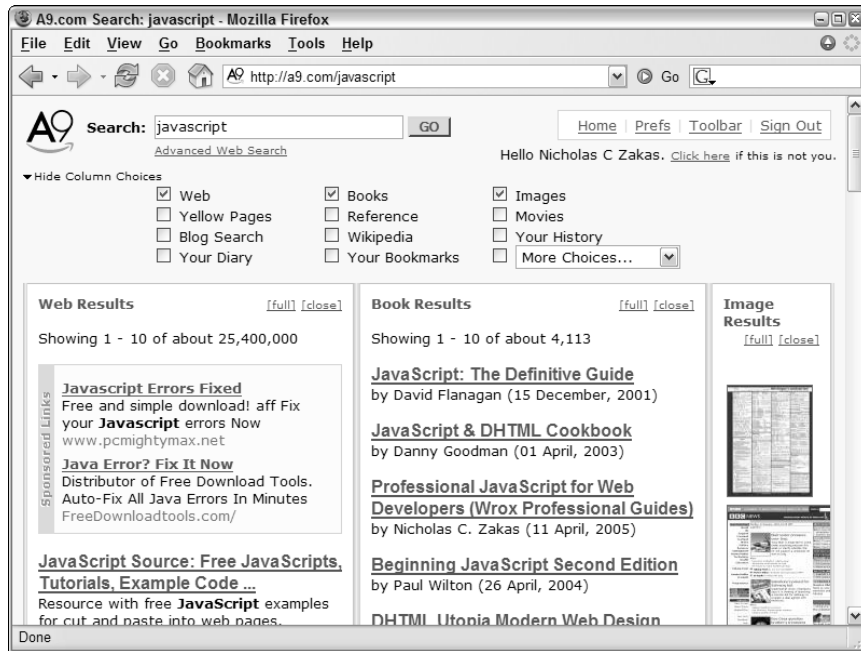 A9.com Search: javascript - Mozilla Firefox
File Edit View Go Bookmarks Tools Help
A9 http://a9.com/javascript Go G
A9 Search: javascript GO
Home | Prefs | Toolbar | Sign Out
Advanced Web Search
Hello Nicholas C Zakas. Click here if this is not you.
Hide Column Choices
Web Books Images
Yellow Pages Reference Movies
Blog Search Wikipedia Your History
Your Diary Your Bookmarks More Choices...
Web Results [full] [close]
Showing 1 - 10 of about 25,400,000
Sponsored Links
Javascript Errors Fixed
Free and simple download! aff Fix
your Javascript errors Now
www.pcmightymax.net
Java Error? Fix It Now
Distributor of Free Download Tools.
Auto-Fix All Java Errors In Minutes
FreeDownloadtools.com/
JavaScript Source: Free JavaScripts,
Tutorials, Example Code ...
Resource with free JavaScript examples
for cut and paste into web pages.
Book Results [full] [close]
Showing 1 - 10 of about 4,113
JavaScript: The Definitive Guide
by David Flanagan (15 December, 2001)
JavaScript & DHTML Cookbook
by Danny Goodman (01 April, 2003)
Professional JavaScript for Web
Developers (Wrox Professional Guides)
by Nicholas C. Zakas (11 April, 2005)
Beginning JavaScript Second Edition
by Paul Wilton (26 April, 2004)
DHTML Utopia Modern Web Design
Image
Results
[full] [close]
BBC NEWS
Done